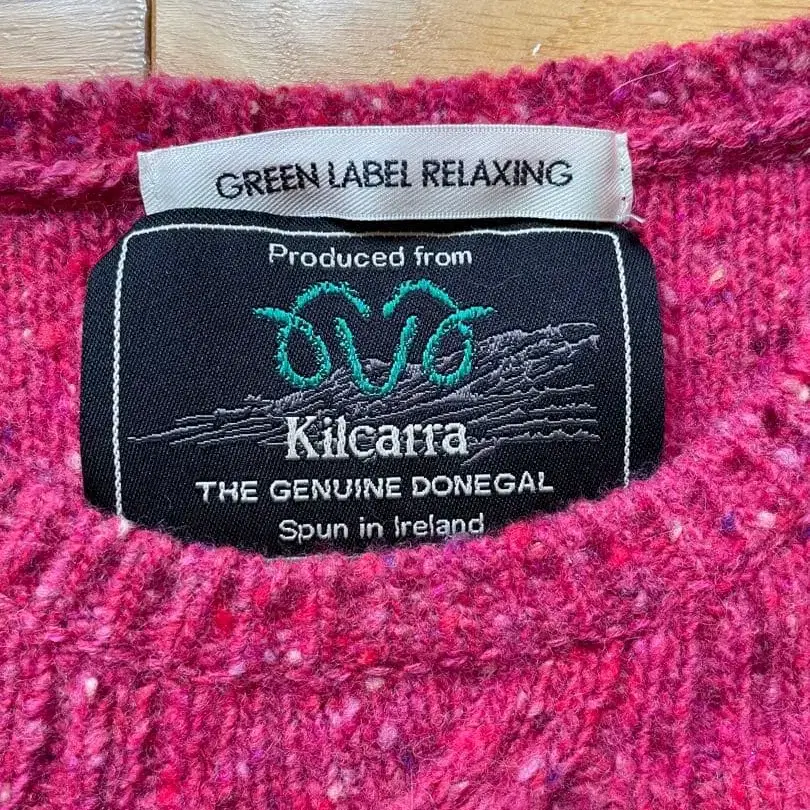 GREEN LABEL RELAXING
Produced from
Kilcarra
THE GENUINE DONEGAL
Spun in Ireland